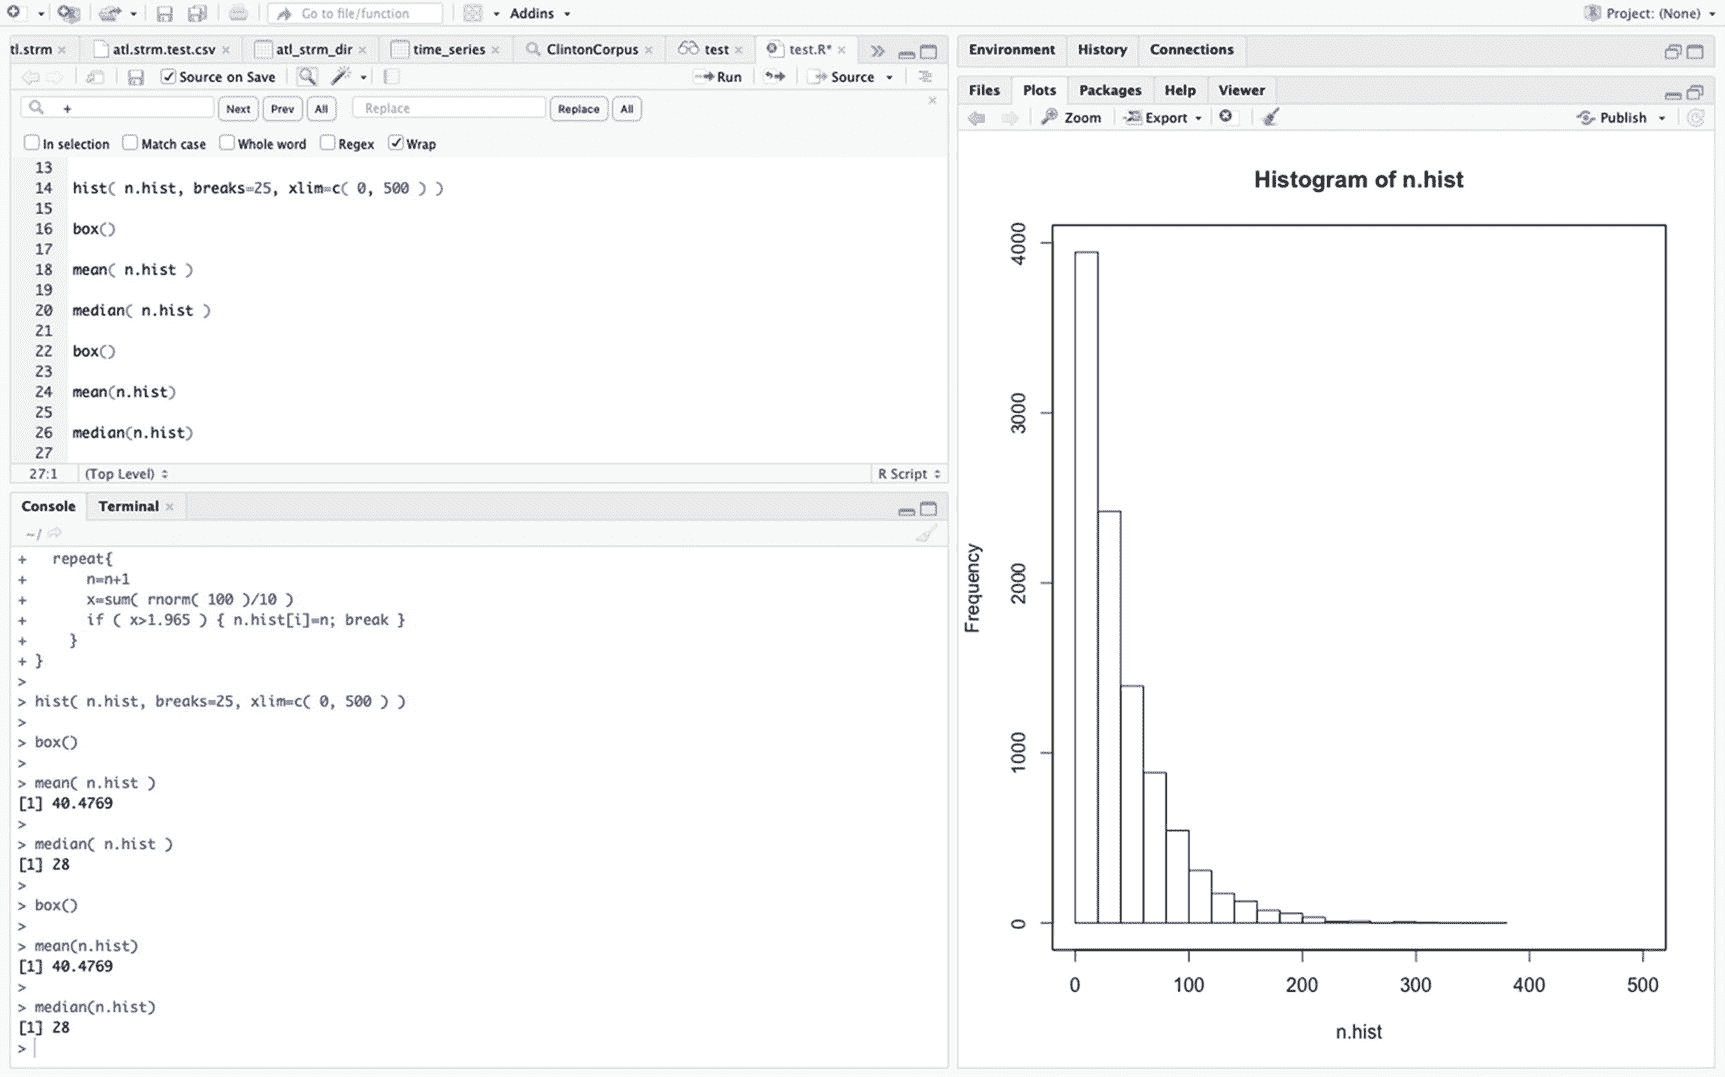 Go to file/function
Addins
Project: (None)
tl.strm
atl.strm.test.csv
atl_strm_dir
time_series
ClintonCorpus
test
test.R*
Source on Save
Run
Source
+
Next
Prev
All
Replace
Replace
All
In selection
Match case
Whole word
Regex
Wrap
13
14 hist( n.hist, breaks=25, xlim=c( 0, 500 ) )
15
16 box()
17
18 mean( n.hist )
19
20 median( n.hist )
21
22 box()
23
24 mean(n.hist)
25
26 median(n.hist)
27
27:1 (Top Level) R Script
Console Terminal
~/
+ repeat{
+ n=n+1
+ x=sum( rnorm( 100 )/10 )
+ if ( x>1.965 ) { n.hist[i]=n; break }
+ }
+ }
>
> hist( n.hist, breaks=25, xlim=c( 0, 500 ) )
>
> box()
>
> mean( n.hist )
[1] 40.4769
>
> median( n.hist )
[1] 28
>
> box()
>
> mean(n.hist)
[1] 40.4769
>
> median(n.hist)
[1] 28
>
Environment History Connections
Files Plots Packages Help Viewer
Zoom Export Publish
Histogram of n.hist
4000
3000
2000
1000
0
Frequency
0 100 200 300 400 500
n.hist